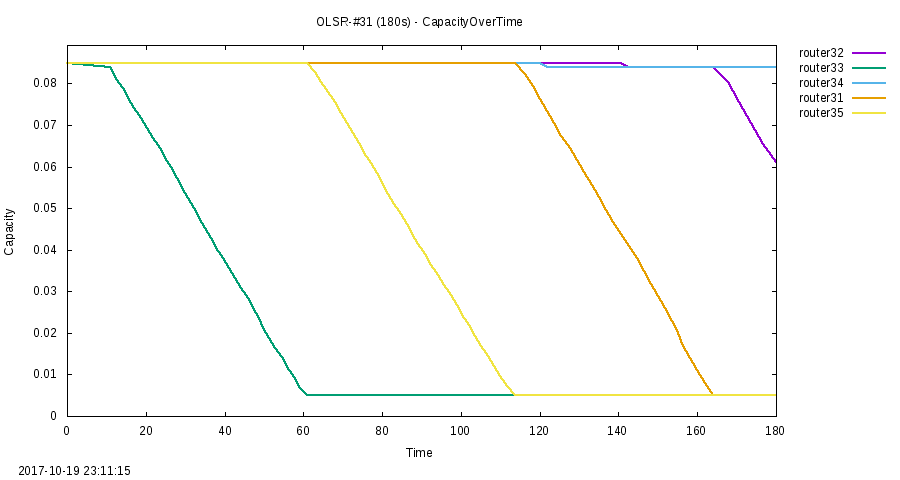 OLSR-#31 (180s) - CapacityOverTime
router32
router33
router34
router31
router35
0.08
0.07
0.06
0.05
0.04
0.03
0.02
0.01
0
Capacity
0 20 40 60 80 100 120 140 160 180
Time
2017-10-19 23:11:15